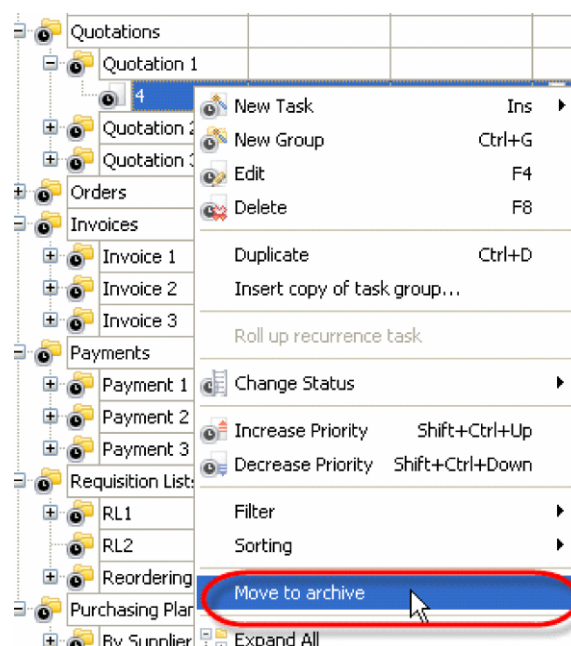 Quotations
Quotation 1
4
New Task Ins
Quotation 2
New Group Ctrl+G
Quotation
Edit F4
Orders
Delete F8
Invoices
Invoice 1
Duplicate Ctrl+D
Invoice 2
Insert copy of task group...
Invoice 3
Roll up recurrence task
Payments
Payment 1
Change Status
Payment 2
Increase Priority Shift+Ctrl+Up
Payment 3
Decrease Priority Shift+Ctrl+Down
Requisition List
RL1
Filter
RL2
Sorting
Reordering
Move to archive
Purchasing Plan
By Supplier
Expand All